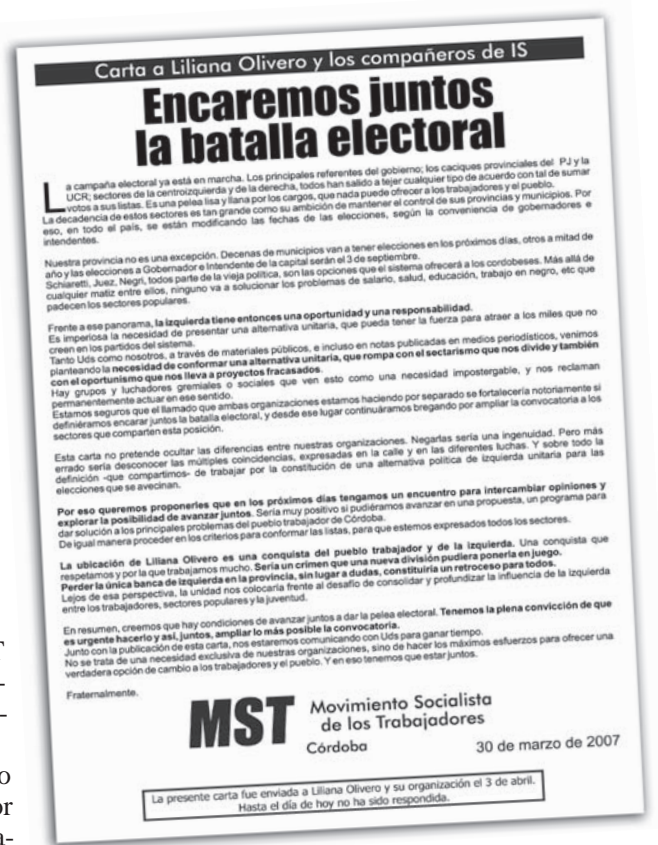 Carta a Liliana Olivero y los compañeros de IS
Encaremos juntos
la batalla electoral
La campaña electoral ya está en marcha. Los principales referentes del gobierno; los caciques provinciales del PJ y la
UCR; sectores de la centroizquierda y de la derecha, todos han salido a tejer cualquier tipo de acuerdo con tal de sumar
votos a sus listas. Es una pelea lisa y llana por los cargos, que nada puede ofrecer a los trabajadores y el pueblo.
La decadencia de estos sectores es tan grande como su ambición de mantener el control de sus provincias y municipios. Por
eso, en todo el país, se están modificando las fechas de las elecciones, según la conveniencia de gobernadores e
intendentes.
Nuestra provincia no es una excepción. Decenas de municipios van a tener elecciones en los próximos días, otros a mitad de
año y las elecciones a Gobernador e Intendente de la capital serán el 3 de septiembre.
Schiaretti, Juez, Negri, todos parte de la vieja política, son las opciones que el sistema ofrecerá a los cordobeses. Más allá de
cualquier matiz entre ellos, ninguno va a solucionar los problemas de salario, salud, educación, trabajo en negro, etc que
padecen los sectores populares.
Frente a ese panorama, la izquierda tiene entonces una oportunidad y una responsabilidad.
Es imperiosa la necesidad de presentar una alternativa unitaria, que pueda tener la fuerza para atraer a los miles que no
creen en los partidos del sistema.
Tanto Uds como nosotros, a través de materiales públicos, e incluso en notas publicadas en medios periodísticos, venimos
planteando la necesidad de conformar una alternativa unitaria, que rompa con el sectarismo que nos divide y también
con el oportunismo que nos lleva a proyectos fracasados.
Hay grupos y luchadores gremiales o sociales que ven esto como una necesidad impostergable, y nos reclaman
permanentemente actuar en ese sentido.
Estamos seguros que el llamado que ambas organizaciones estamos haciendo por separado se fortalecería notoriamente si
definiéramos encarar juntos la batalla electoral, y desde ese lugar continuáramos bregando por ampliar la convocatoria a los
sectores que comparten esta posición.
Esta carta no pretende ocultar las diferencias entre nuestras organizaciones. Negarlas sería una ingenuidad. Pero más
errado sería desconocer las múltiples coincidencias, expresadas en la calle y en las diferentes luchas. Y sobre todo la
definición -que compartimos- de trabajar por la constitución de una alternativa política de izquierda unitaria para las
elecciones que se avecinan.
Por eso queremos proponerles que en los próximos días tengamos un encuentro para intercambiar opiniones y
explorar la posibilidad de avanzar juntos. Sería muy positivo si pudiéramos avanzar en una propuesta, un programa para
dar solución a los principales problemas del pueblo trabajador de Córdoba.
De igual manera proceder en los criterios para conformar las listas, para que estemos expresados todos los sectores.
La ubicación de Liliana Olivero es una conquista del pueblo trabajador y de la izquierda. Una conquista que
respetamos y por la que trabajamos mucho. Sería un crimen que una nueva división pudiera ponerla en juego.
Perder la única banca de izquierda en la provincia, sin lugar a dudas, constituiría un retroceso para todos.
Lejos de esa perspectiva, la unidad nos colocaría frente al desafío de consolidar y profundizar la influencia de la izquierda
entre los trabajadores, sectores populares y la juventud.
En resumen, creemos que hay condiciones de avanzar juntos a dar la pelea electoral. Tenemos la plena convicción de que
es urgente hacerlo y así, juntos, ampliar lo más posible la convocatoria.
Junto con la publicación de esta carta, nos estaremos comunicando con Uds para ganar tiempo.
No se trata de una necesidad exclusiva de nuestras organizaciones, sino de hacer los máximos esfuerzos para ofrecer una
verdadera opción de cambio a los trabajadores y el pueblo. Y en eso tenemos que estar juntos.
Fraternalmente.
MST Movimiento Socialista
de los Trabajadores
Córdoba 30 de marzo de 2007
La presente carta fue enviada a Liliana Olivero y su organización el 3 de abril.
Hasta el día de hoy no ha sido respondida.